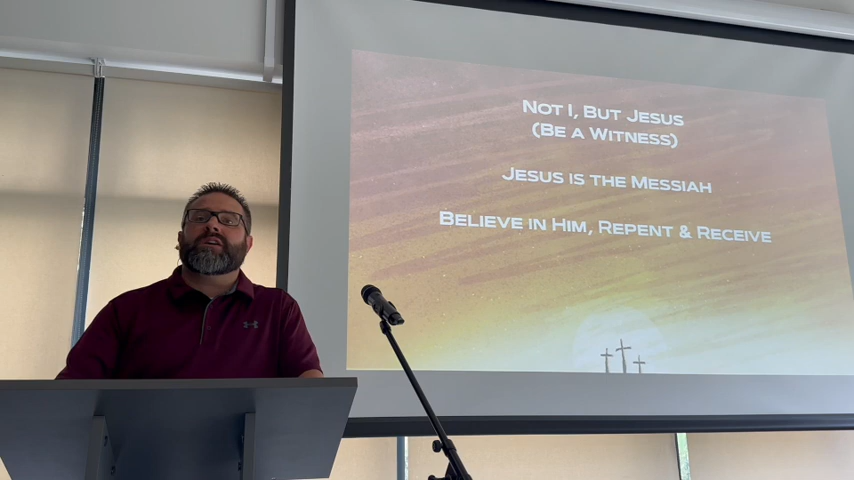 Not I, But Jesus
(Be a Witness)
Jesus is the Messiah
Believe in Him, Repent & Receive